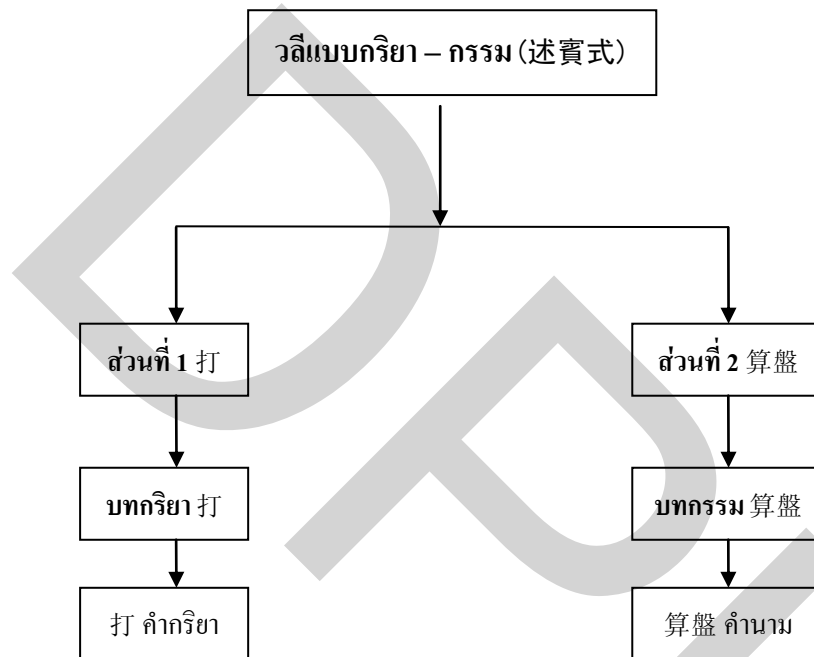 วลีแบบกริยา – กรรม (述賓式)
ส่วนที่ 1 打
ส่วนที่ 2 算盤
บทกริยา 打
บทกรรม 算盤
打 คำกริยา
算盤 คำนาม